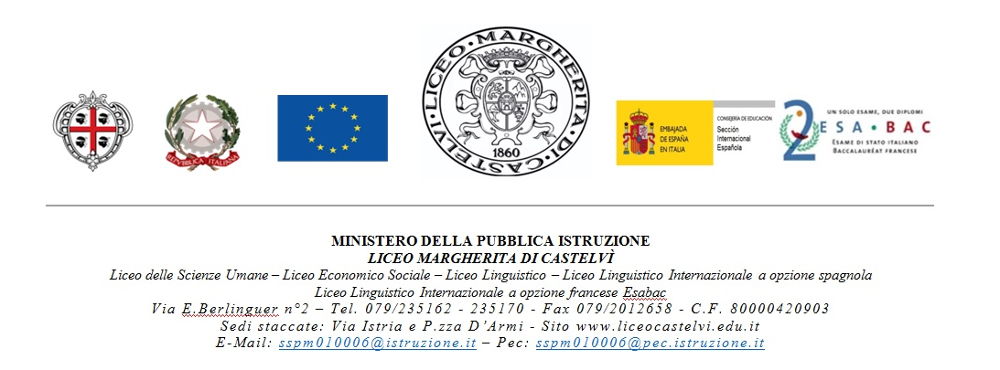 LICEO · MARGHERITA · DI · CASTELVI ·
1860
REPVBBLICA ITALIANA
EMBAJADA
DE ESPAÑA
EN ITALIA
CONSEJERÍA DE EDUCACIÓN
Sección
Internacional
Española
UN SOLO ESAME, DUE DIPLOMI
2 ESA · BAC
ESAME DI STATO ITALIANO
BACCALAURÉAT FRANCESE
MINISTERO DELLA PUBBLICA ISTRUZIONE
LICEO MARGHERITA DI CASTELVÌ
Liceo delle Scienze Umane – Liceo Economico Sociale – Liceo Linguistico – Liceo Linguistico Internazionale a opzione spagnola
Liceo Linguistico Internazionale a opzione francese Esabac
Via E.Berlinguer n°2 – Tel. 079/235162 - 235170 - Fax 079/2012658 - C.F. 80000420903
Sedi staccate: Via Istria e P.zza D’Armi - Sito www.liceocastelvi.edu.it
E-Mail: sspm010006@istruzione.it – Pec: sspm010006@pec.istruzione.it